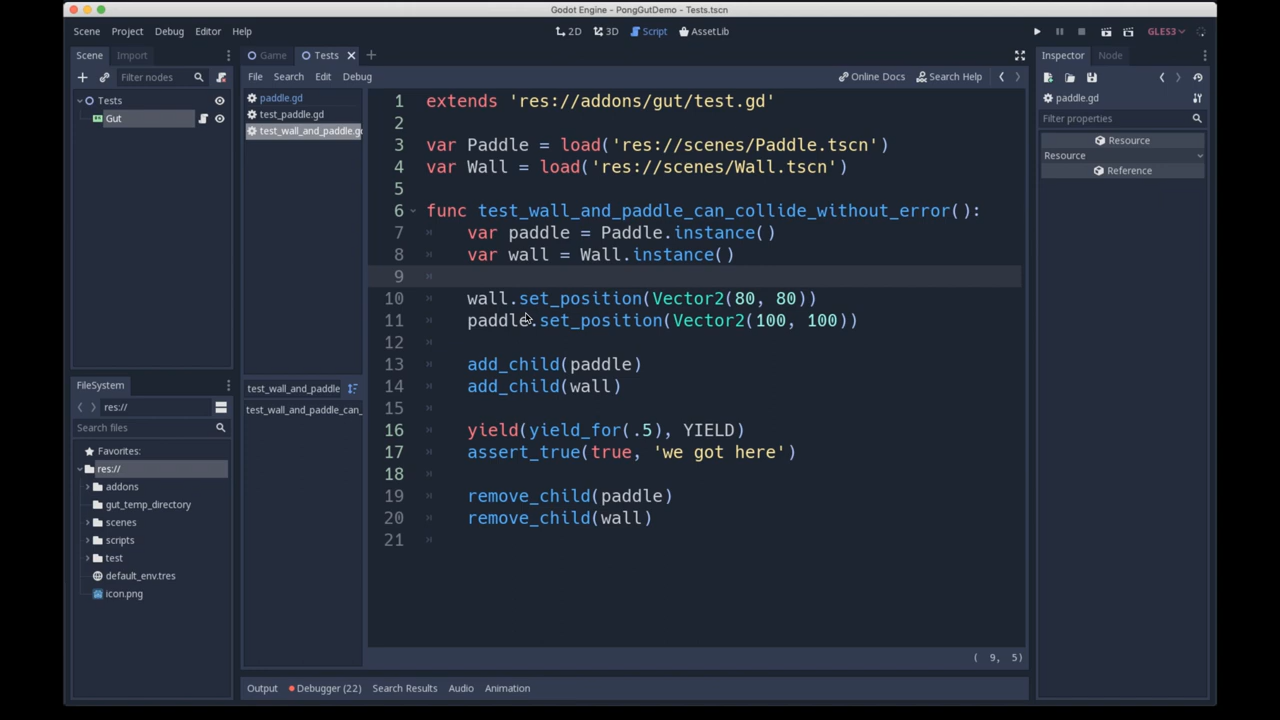 Godot Engine - PongGutDemo - Tests.tscn
Scene Project Debug Editor Help
2D 3D Script AssetLib
GLES3
Scene Import
Filter nodes
Tests
Gut
Game Tests
File Search Edit Debug
Online Docs Search Help
paddle.gd
test_paddle.gd
test_wall_and_paddle.gd
test_wall_and_paddle
test_wall_and_paddle_can_
1 extends 'res://addons/gut/test.gd'
2
3 var Paddle = load('res://scenes/Paddle.tscn')
4 var Wall = load('res://scenes/Wall.tscn')
5
6 func test_wall_and_paddle_can_collide_without_error():
7 var paddle = Paddle.instance()
8 var wall = Wall.instance()
9
10 wall.set_position(Vector2(80, 80))
11 paddle.set_position(Vector2(100, 100))
12
13 add_child(paddle)
14 add_child(wall)
15
16 yield(yield_for(.5), YIELD)
17 assert_true(true, 'we got here')
18
19 remove_child(paddle)
20 remove_child(wall)
21
( 9, 5)
Output Debugger (22) Search Results Audio Animation
FileSystem
res://
Search files
Favorites:
res://
addons
gut_temp_directory
scenes
scripts
test
default_env.tres
icon.png
Inspector Node
paddle.gd
Filter properties
Resource
Resource
Reference